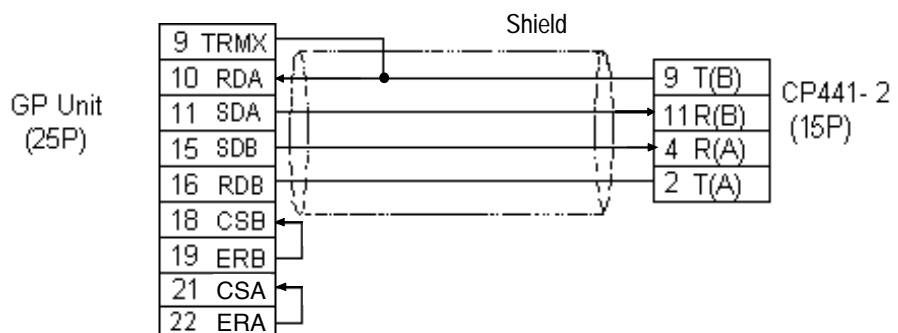 Shield
GP Unit
(25P)
9 TRMX
10 RDA
11 SDA
15 SDB
16 RDB
18 CSB
19 ERB
21 CSA
22 ERA
9 T(B)
11 R(B)
4 R(A)
2 T(A)
CP441-2
(15P)